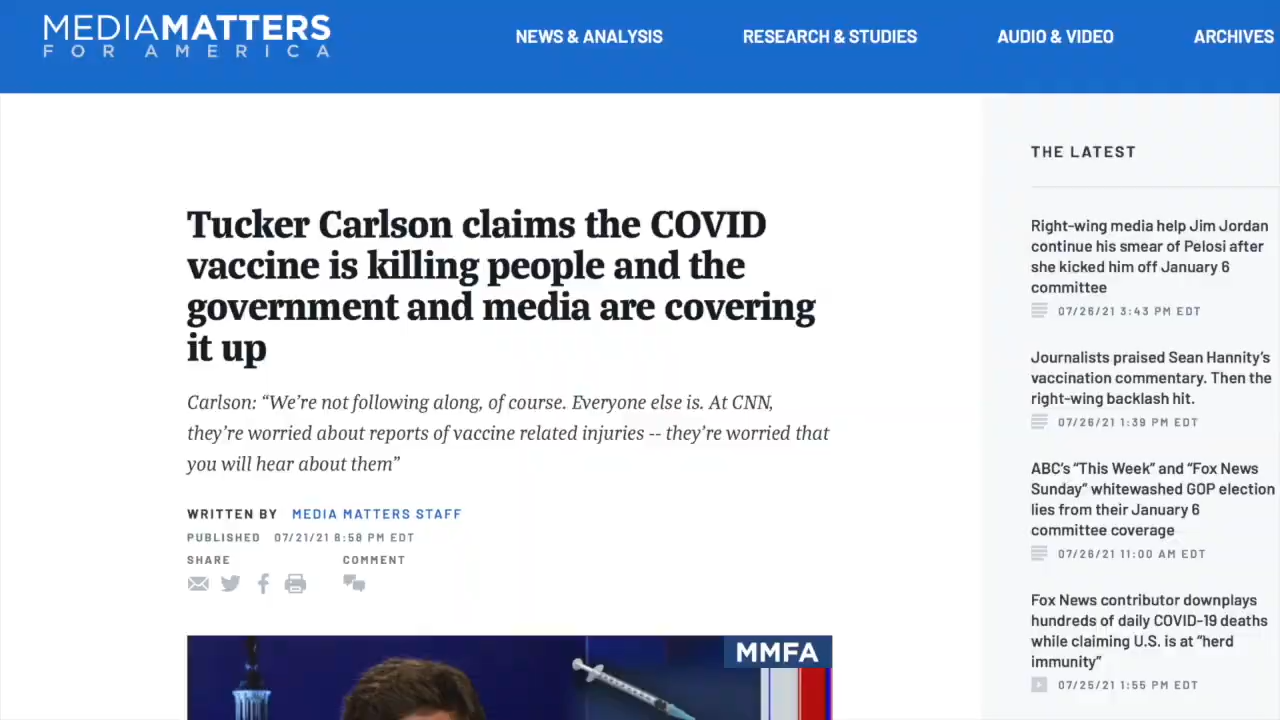 MEDIAMATTERS
FOR AMERICA
NEWS & ANALYSIS
RESEARCH & STUDIES
AUDIO & VIDEO
ARCHIVES
Tucker Carlson claims the COVID
vaccine is killing people and the
government and media are covering
it up
Carlson: “We’re not following along, of course. Everyone else is. At CNN,
they’re worried about reports of vaccine related injuries -- they’re worried that
you will hear about them”
WRITTEN BY MEDIA MATTERS STAFF
PUBLISHED 07/21/21 8:58 PM EDT
SHARE
COMMENT
MMFA
THE LATEST
Right-wing media help Jim Jordan
continue his smear of Pelosi after
she kicked him off January 6
committee
07/26/21 3:43 PM EDT
Journalists praised Sean Hannity’s
vaccination commentary. Then the
right-wing backlash hit.
07/26/21 1:39 PM EDT
ABC’s “This Week” and “Fox News
Sunday” whitewashed GOP election
lies from their January 6
committee coverage
07/26/21 11:00 AM EDT
Fox News contributor downplays
hundreds of daily COVID-19 deaths
while claiming U.S. is at “herd
immunity”
07/25/21 1:55 PM EDT